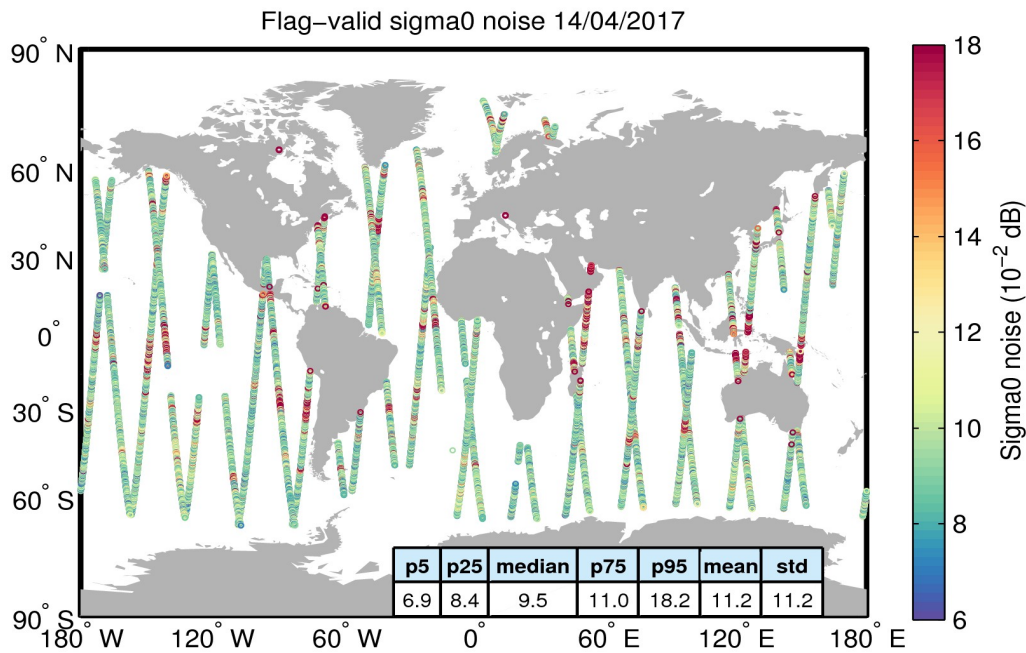 Flag−valid sigma0 noise 14/04/2017
90° N
60° N
30° N
0°
30° S
60° S
90° S
180° W
120° W
60° W
0°
60° E
120° E
180° E
p5 p25 median p75 p95 mean std
6.9 8.4 9.5 11.0 18.2 11.2 11.2
18
16
14
12
10
8
6
Sigma0 noise (10⁻² dB)